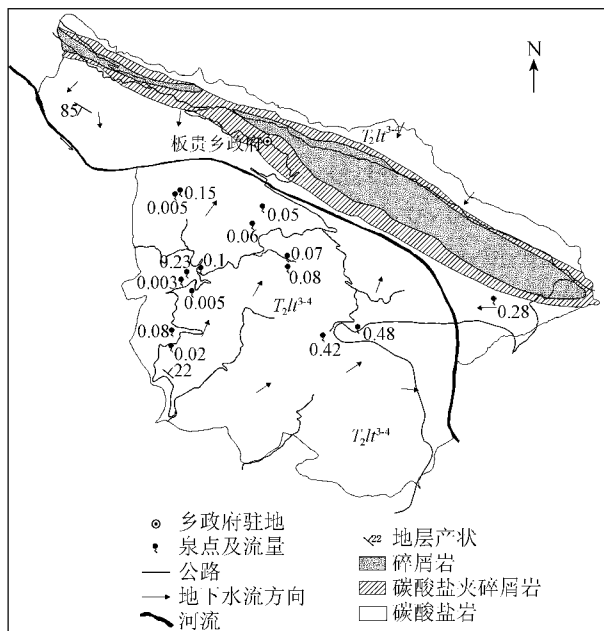 N
T₂lt³⁻⁴
85
板贵乡政府
0.15
0.005
0.05
0.06
0.07
0.23
0.1
0.08
0.003
0.005
T₂lt³⁻⁴
0.28
0.08
0.48
0.42
0.02
22
T₂lt³⁻⁴
乡政府驻地
泉点及流量
公路
地下水流方向
河流
22
地层产状
碎屑岩
碳酸盐夹碎屑岩
碳酸盐岩